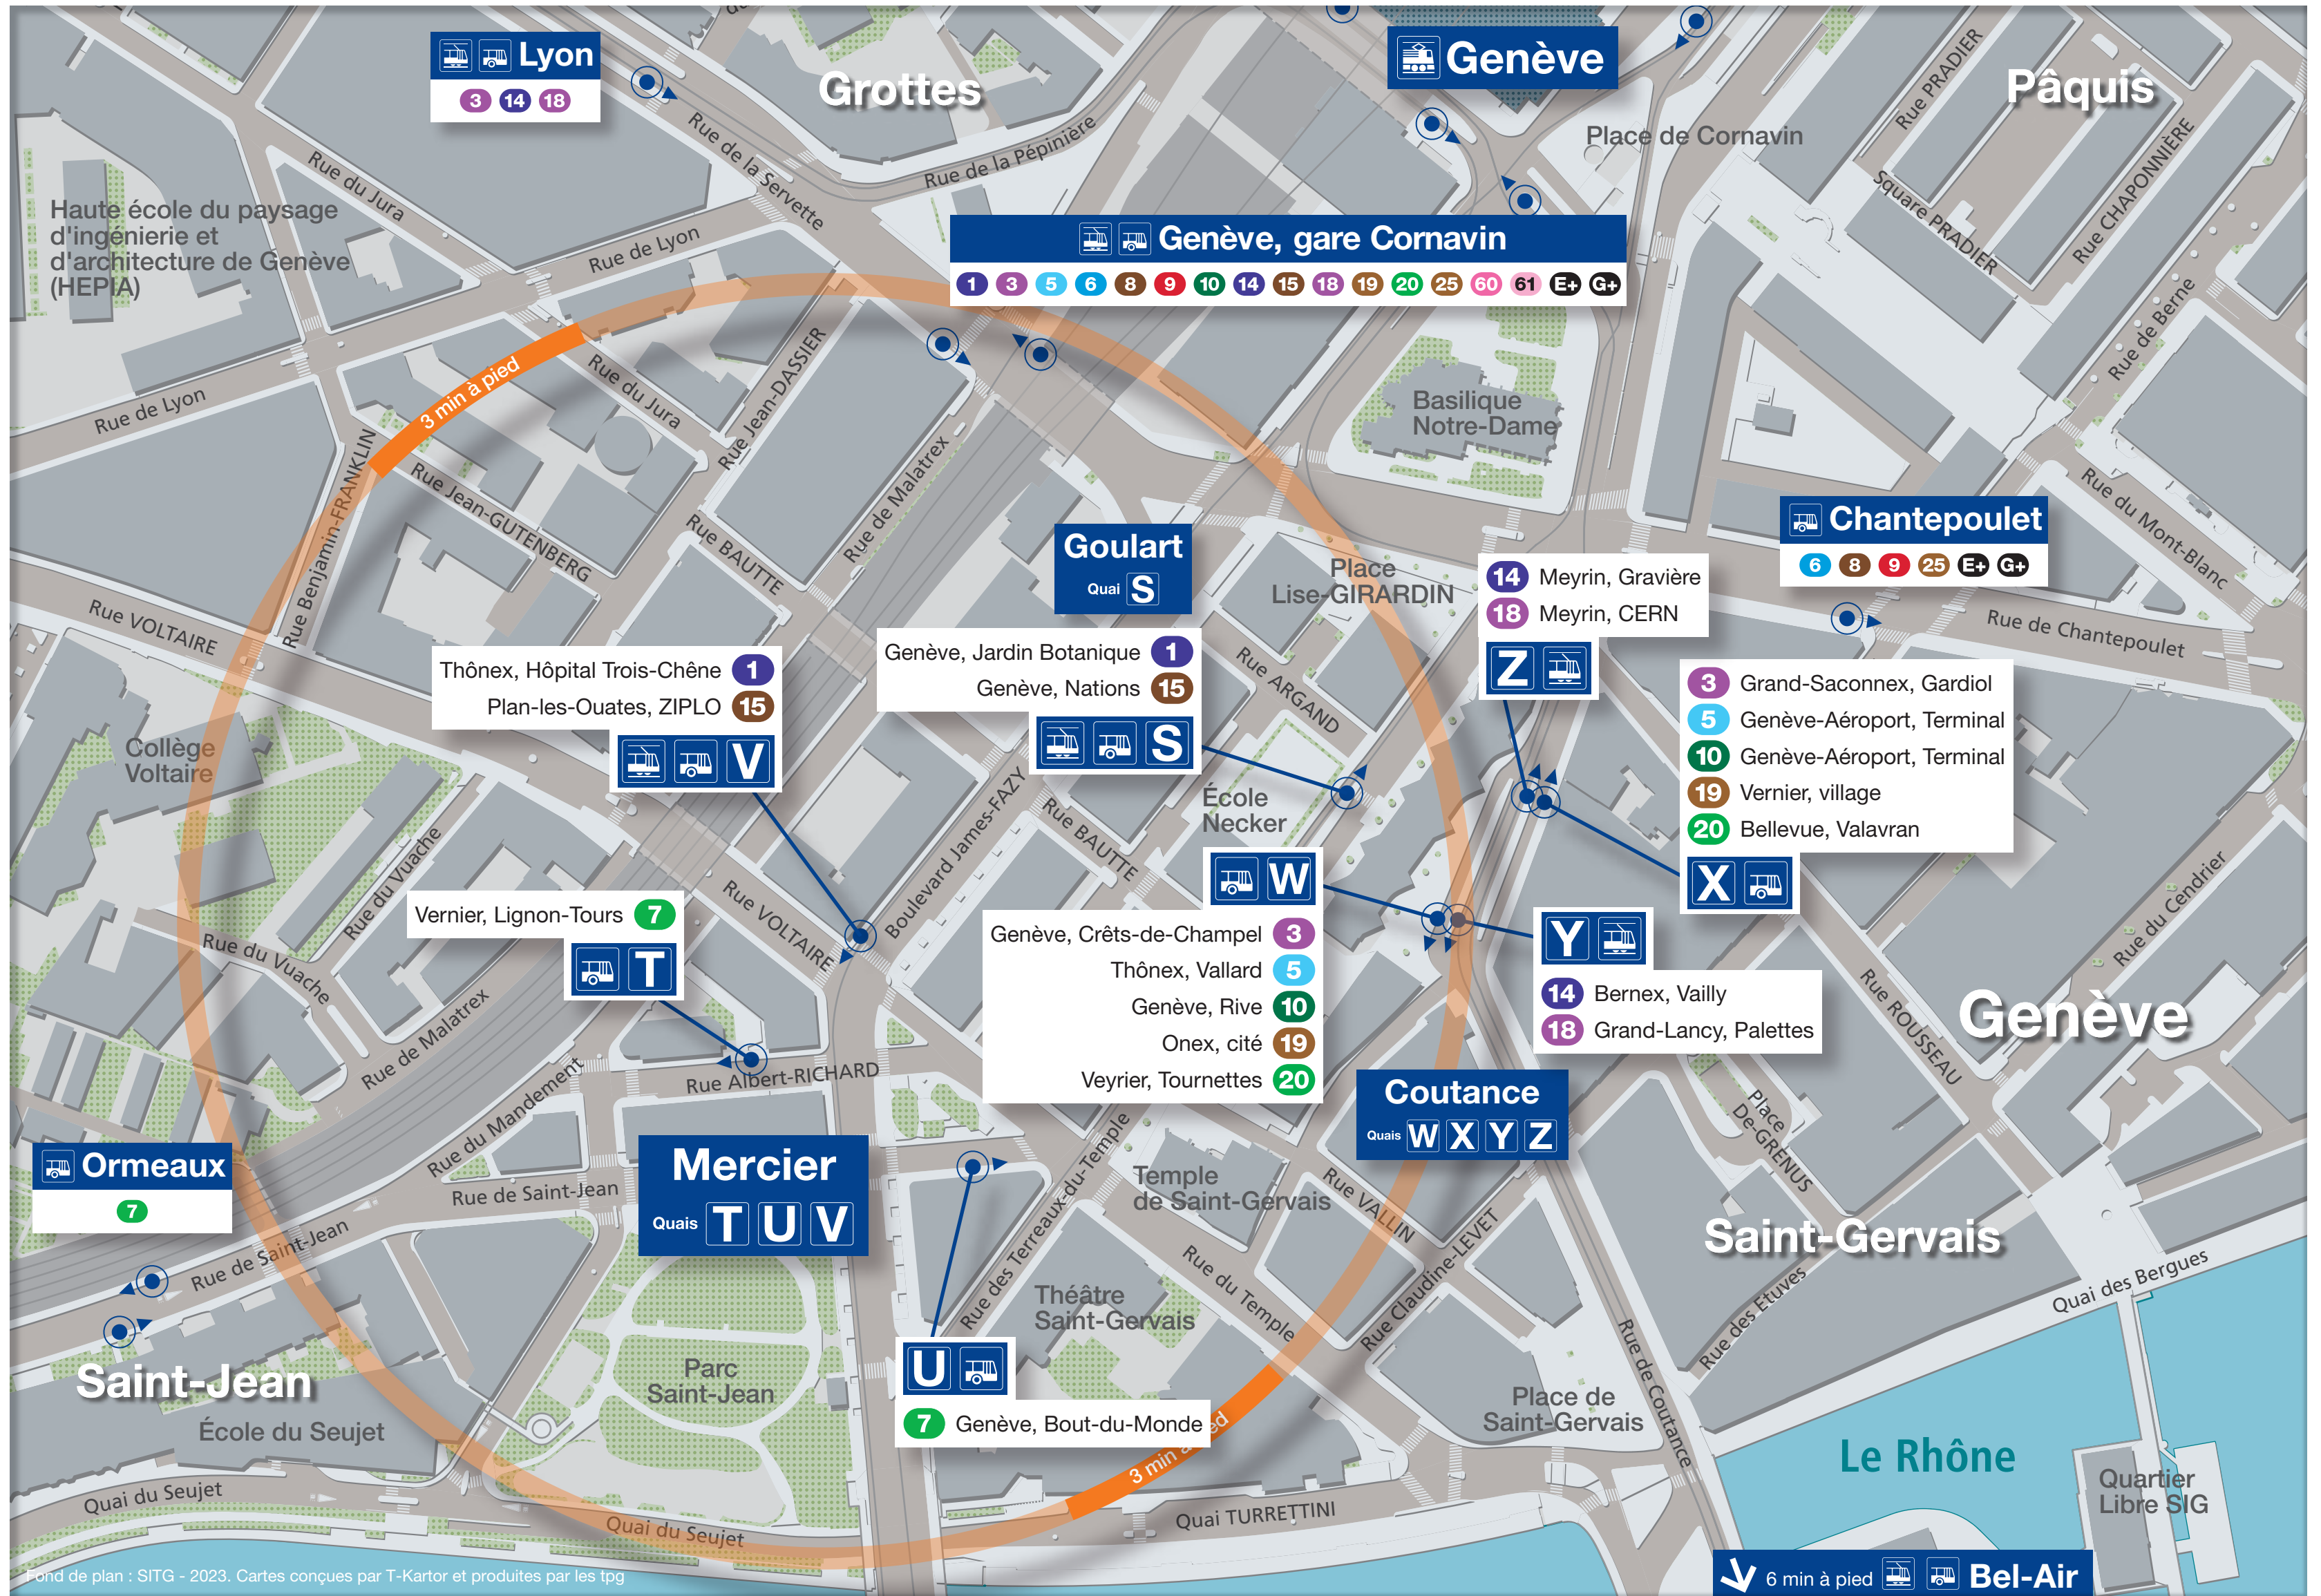 Lyon
3 14 18
Grottes
Genève
Pâquis
Place de Cornavin
Rue PRADIER
Square PRADIER
Rue CHAPONNIÈRE
Rue de la Servette
Rue de la Pépinière
Rue du Jura
Haute école du paysage
d'ingénierie et
d'architecture de Genève
(HEPIA)
Rue de Lyon
Genève, gare Cornavin
1 3 5 6 8 9 10 14 15 18 19 20 25 60 61 E+ G+
Rue de Berne
3 min à pied
Rue du Jura
Rue Jean-DASSIER
Rue de Lyon
Basilique
Notre-Dame
Rue Benjamin-FRANKLIN
Rue Jean-GUTENBERG
Rue de Malatrex
Rue BAUTTE
Rue du Mont-Blanc
Chantepoulet
6 8 9 25 E+ G+
Rue de Chantepoulet
Goulart
Quai S
Place
Lise-GIRARDIN
14 Meyrin, Gravière
18 Meyrin, CERN
Z
Rue VOLTAIRE
Thônex, Hôpital Trois-Chêne 1
Plan-les-Ouates, ZIPLO 15
V
Genève, Jardin Botanique 1
Genève, Nations 15
S
Rue ARGAND
3 Grand-Saconnex, Gardiol
5 Genève-Aéroport, Terminal
10 Genève-Aéroport, Terminal
19 Vernier, village
20 Bellevue, Valavran
X
Collège
Voltaire
École
Necker
Boulevard James-FAZY
Rue BAUTTE
Rue du Vuache
Rue VOLTAIRE
Vernier, Lignon-Tours 7
T
W
Genève, Crêts-de-Champel 3
Thônex, Vallard 5
Genève, Rive 10
Onex, cité 19
Veyrier, Tournettes 20
Y
14 Bernex, Vailly
18 Grand-Lancy, Palettes
Rue du Cendrier
Rue ROUSSEAU
Genève
Rue du Vuache
Rue de Malatrex
Rue du Mandement
Rue Albert-RICHARD
Coutance
Quais W X Y Z
Place
De-GRENUS
Ormeaux
7
Mercier
Quais T U V
Rue de Saint-Jean
Rue des Terreaux-du-Temple
Temple
de Saint-Gervais
Rue VALLIN
Saint-Gervais
Rue de Saint-Jean
Rue du Temple
Rue Claudine-LEVET
Théâtre
Saint-Gervais
Rue des Etuves
Quai des Bergues
Saint-Jean
École du Seujet
Parc
Saint-Jean
U
7 Genève, Bout-du-Monde
Place de
Saint-Gervais
Rue de Coutance
Le Rhône
Quartier
Libre SIG
3 min à pied
Quai du Seujet
Quai du Seujet
Quai TURRETTINI
Fond de plan : SITG - 2023. Cartes conçues par T-Kartor et produites par les tpg
6 min à pied Bel-Air